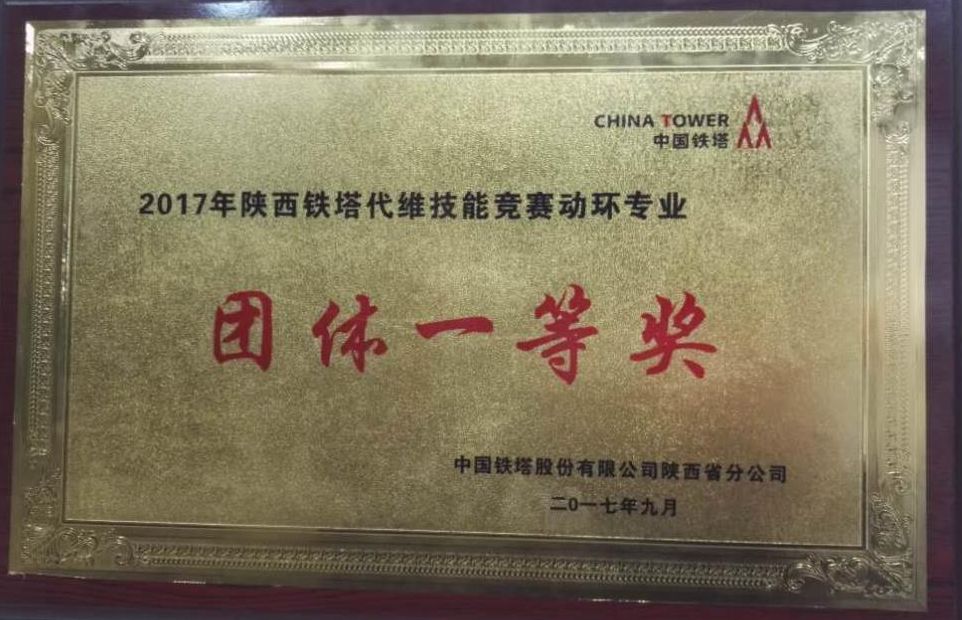 CHINA TOWER
中国铁塔
2017年陕西铁塔代维技能竞赛动环专业
团体一等奖
中国铁塔股份有限公司陕西省分公司
二0一七年九月